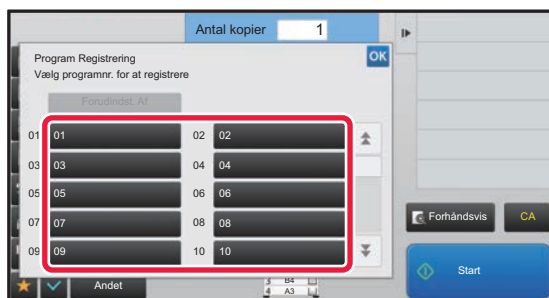 Antal kopier 1
Program Registrering
OK
Vælg programnr. for at registrere
Forudindst. Af
01 01 02 02
03 03 04 04
05 05 06 06
07 07 08 08
09 09 10 10
Forhåndsvis CA
Start
Andet
3 B4
4 A3